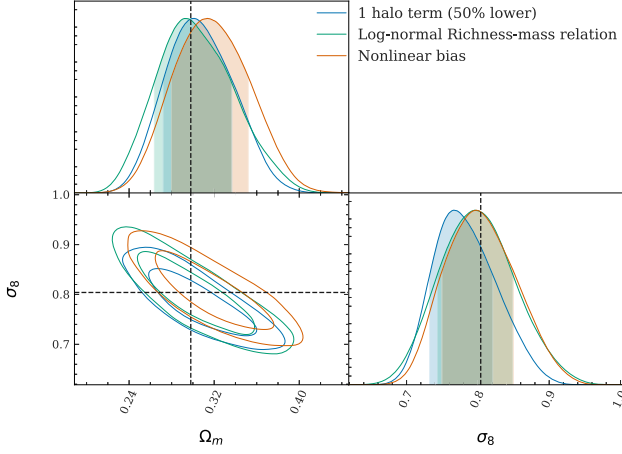 1 halo term (50% lower)
Log-normal Richness-mass relation
Nonlinear bias
1.0
0.9
0.8
0.7
σ8
0.24
0.32
0.40
Ωm
0.7
0.8
0.9
1.0
σ8